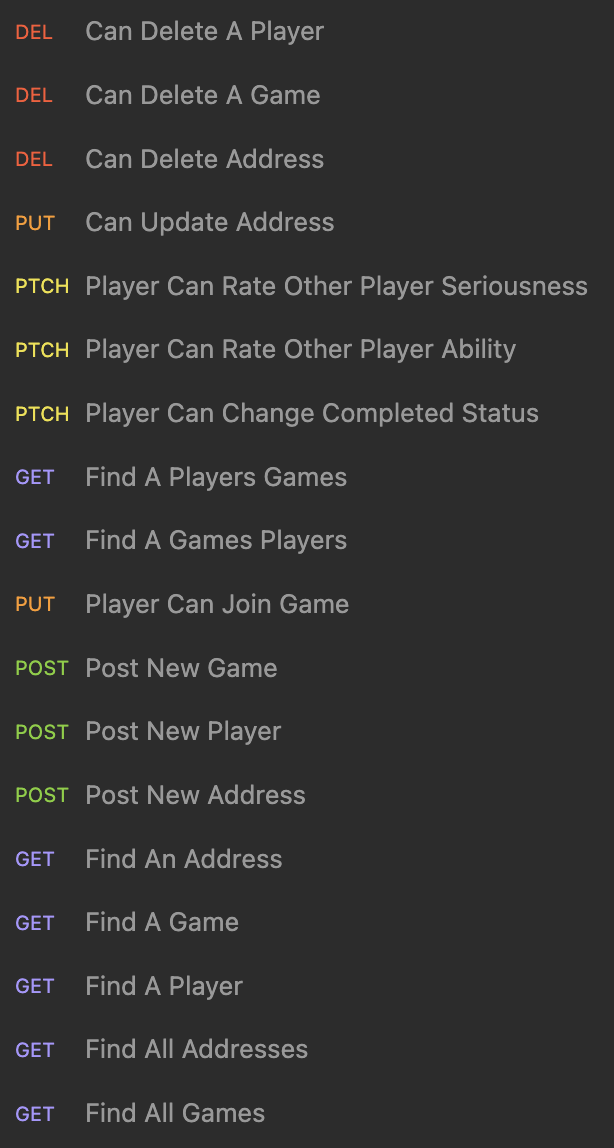 DEL Can Delete A Player
DEL Can Delete A Game
DEL Can Delete Address
PUT Can Update Address
PTCH Player Can Rate Other Player Seriousness
PTCH Player Can Rate Other Player Ability
PTCH Player Can Change Completed Status
GET Find A Players Games
GET Find A Games Players
PUT Player Can Join Game
POST Post New Game
POST Post New Player
POST Post New Address
GET Find An Address
GET Find A Game
GET Find A Player
GET Find All Addresses
GET Find All Games